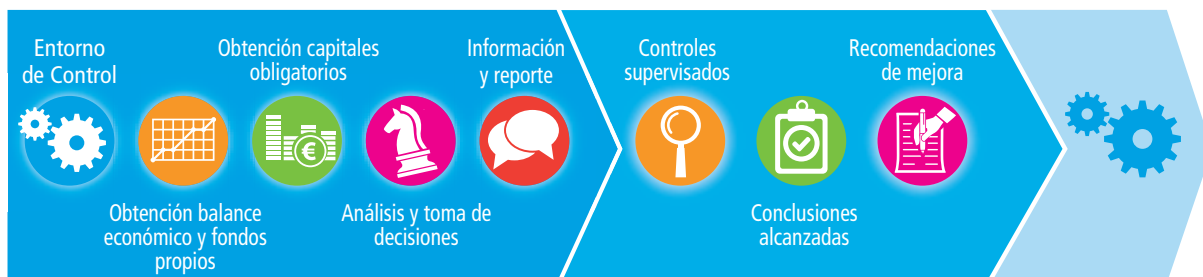 Entorno
de Control
Obtención balance
económico y fondos
propios
Obtención capitales
obligatorios
€
Análisis y toma de
decisiones
Información
y reporte
Controles
supervisados
Conclusiones
alcanzadas
Recomendaciones
de mejora